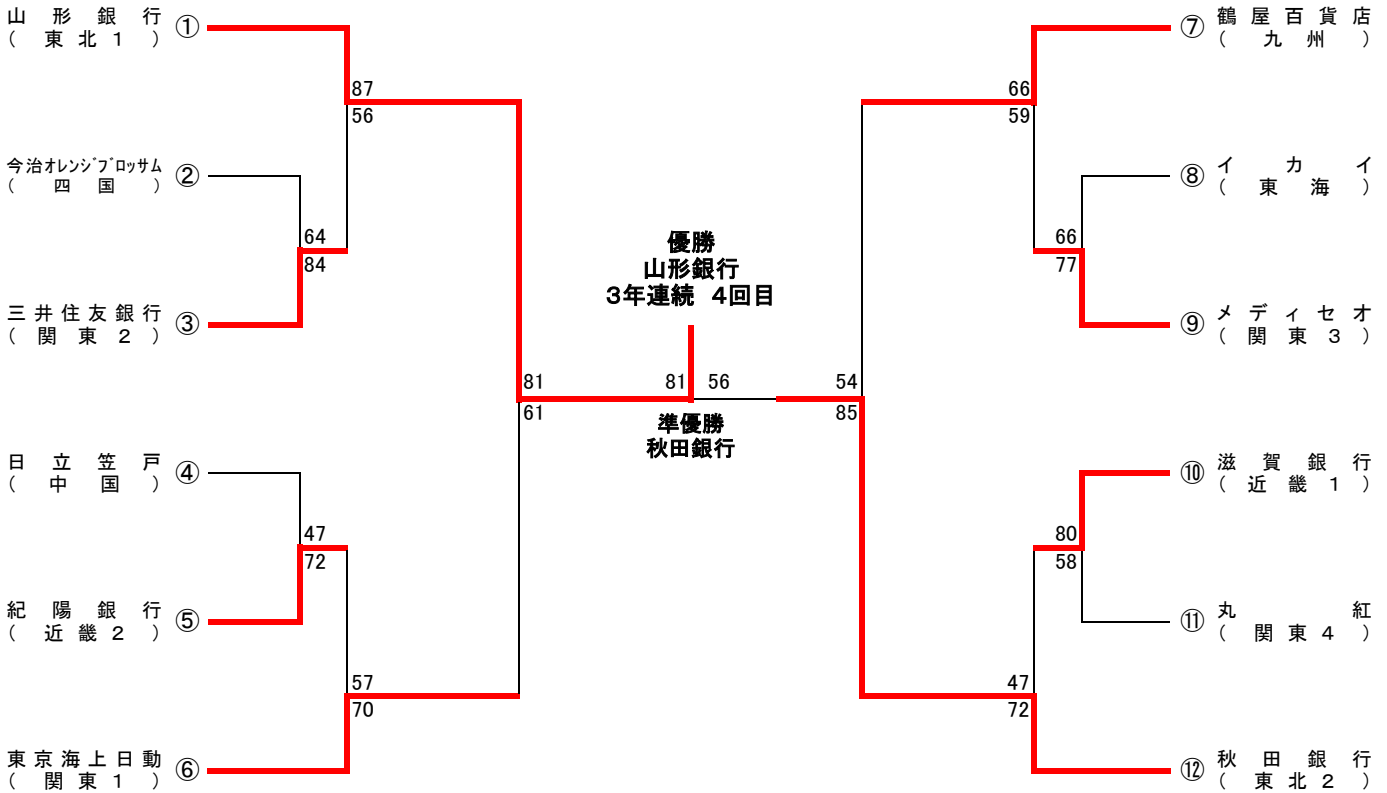 山形銀行
（東北１）
①
87
56
今治オレンジブロッサム
（四国）
②
64
84
三井住友銀行
（関東２）
③
81
61
日立笠戸
（中国）
④
47
72
紀陽銀行
（近畿２）
⑤
57
70
東京海上日動
（関東１）
⑥
優勝
山形銀行
３年連続 ４回目
81 56
準優勝
秋田銀行
⑦
鶴屋百貨店
（九州）
66
59
⑧
イカイ
（東海）
66
77
⑨
メディセオ
（関東３）
54
85
⑩
滋賀銀行
（近畿１）
80
58
⑪
丸紅
（関東４）
47
72
⑫
秋田銀行
（東北２）